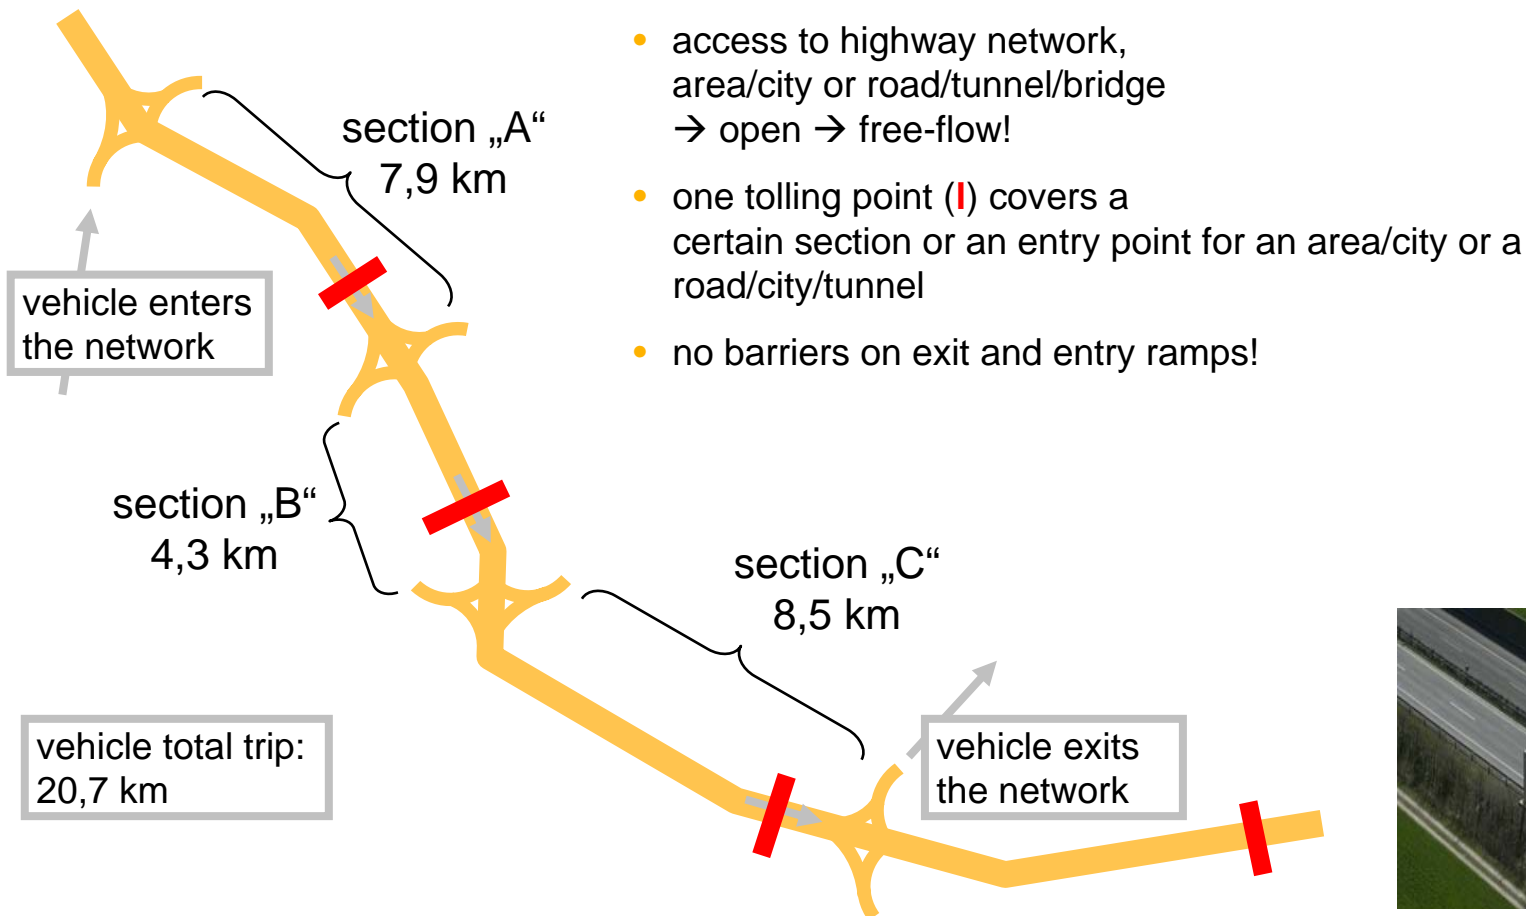 • access to highway network,
area/city or road/tunnel/bridge
→ open → free-flow!
• one tolling point (I) covers a
certain section or an entry point for an area/city or a
road/city/tunnel
• no barriers on exit and entry ramps!
section „A“
7,9 km
vehicle enters
the network
section „B“
4,3 km
section „C“
8,5 km
vehicle total trip:
20,7 km
vehicle exits
the network